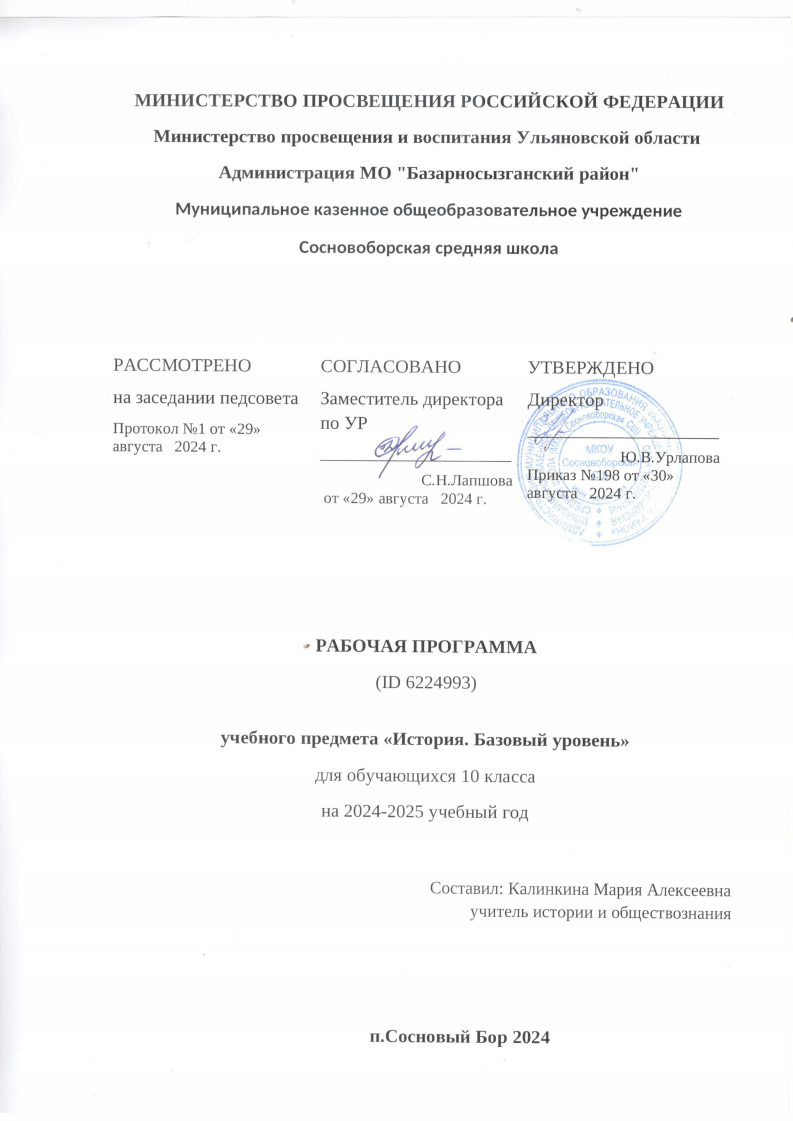 МИНИСТЕРСТВО ПРОСВЕЩЕНИЯ РОССИЙСКОЙ ФЕДЕРАЦИИ
Министерство просвещения и воспитания Ульяновской области
Администрация МО "Базарносызганский район"
Муниципальное казенное общеобразовательное учреждение
Сосновоборская средняя школа
РАССМОТРЕНО
на заседании педсовета
Протокол №1 от «29»
августа 2024 г.
СОГЛАСОВАНО
Заместитель директора
по УР
С.Н.Лапшова
от «29» августа 2024 г.
УТВЕРЖДЕНО
Директор
Ю.В.Урлапова
Приказ №198 от «30»
августа 2024 г.
МКОУ
Сосновоборская
РАБОЧАЯ ПРОГРАММА
(ID 6224993)
учебного предмета «История. Базовый уровень»
для обучающихся 10 класса
на 2024-2025 учебный год
Составил: Калинкина Мария Алексеевна
учитель истории и обществознания
п.Сосновый Бор 2024